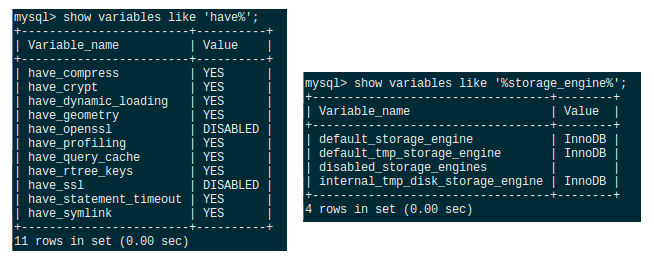 mysql> show variables like 'have%';
+------------------------+----------+
| Variable_name          | Value    |
+------------------------+----------+
| have_compress          | YES      |
| have_crypt             | YES      |
| have_dynamic_loading   | YES      |
| have_geometry          | YES      |
| have_openssl           | DISABLED |
| have_profiling         | YES      |
| have_query_cache       | YES      |
| have_rtree_keys        | YES      |
| have_ssl               | DISABLED |
| have_statement_timeout | YES      |
| have_symlink           | YES      |
+------------------------+----------+
11 rows in set (0.00 sec)
mysql> show variables like '%storage_engine%';
+----------------------------------+--------+
| Variable_name                    | Value  |
+----------------------------------+--------+
| default_storage_engine           | InnoDB |
| default_tmp_storage_engine       | InnoDB |
| disabled_storage_engines         |        |
| internal_tmp_disk_storage_engine | InnoDB |
+----------------------------------+--------+
4 rows in set (0.00 sec)